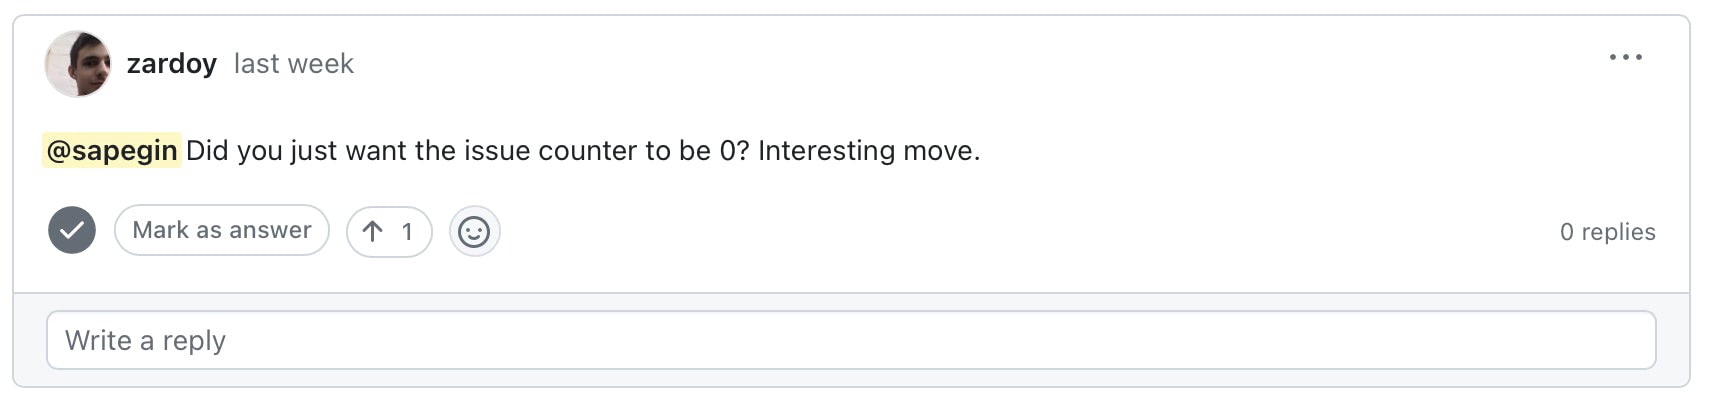 zardoy last week
@sapegin Did you just want the issue counter to be 0? Interesting move.
Mark as answer 1 0 replies
Write a reply